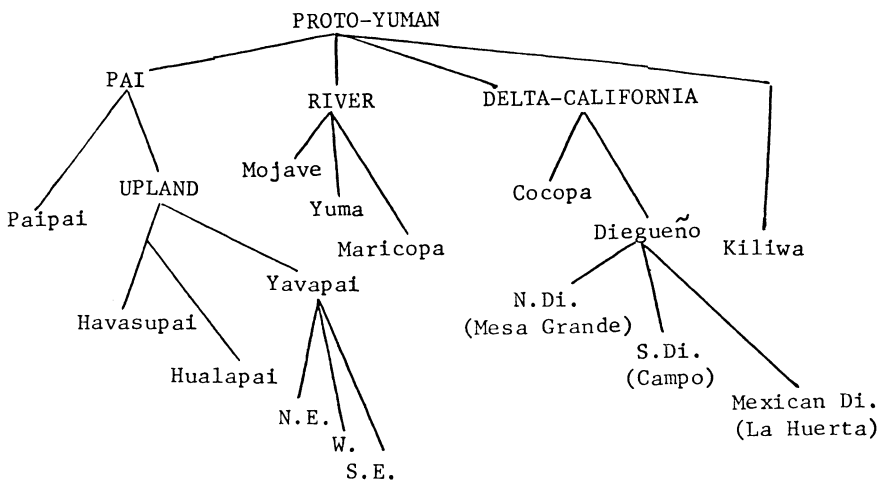 PROTO-YUMAN
PAI
RIVER
DELTA-CALIFORNIA
Mojave
UPLAND
Cocopa
Paipai
Yuma
Diegueño
Maricopa
Kiliwa
Yavapai
N.Di.
(Mesa Grande)
Havasupai
S.Di.
(Campo)
Hualapai
Mexican Di.
(La Huerta)
N.E.
W.
S.E.